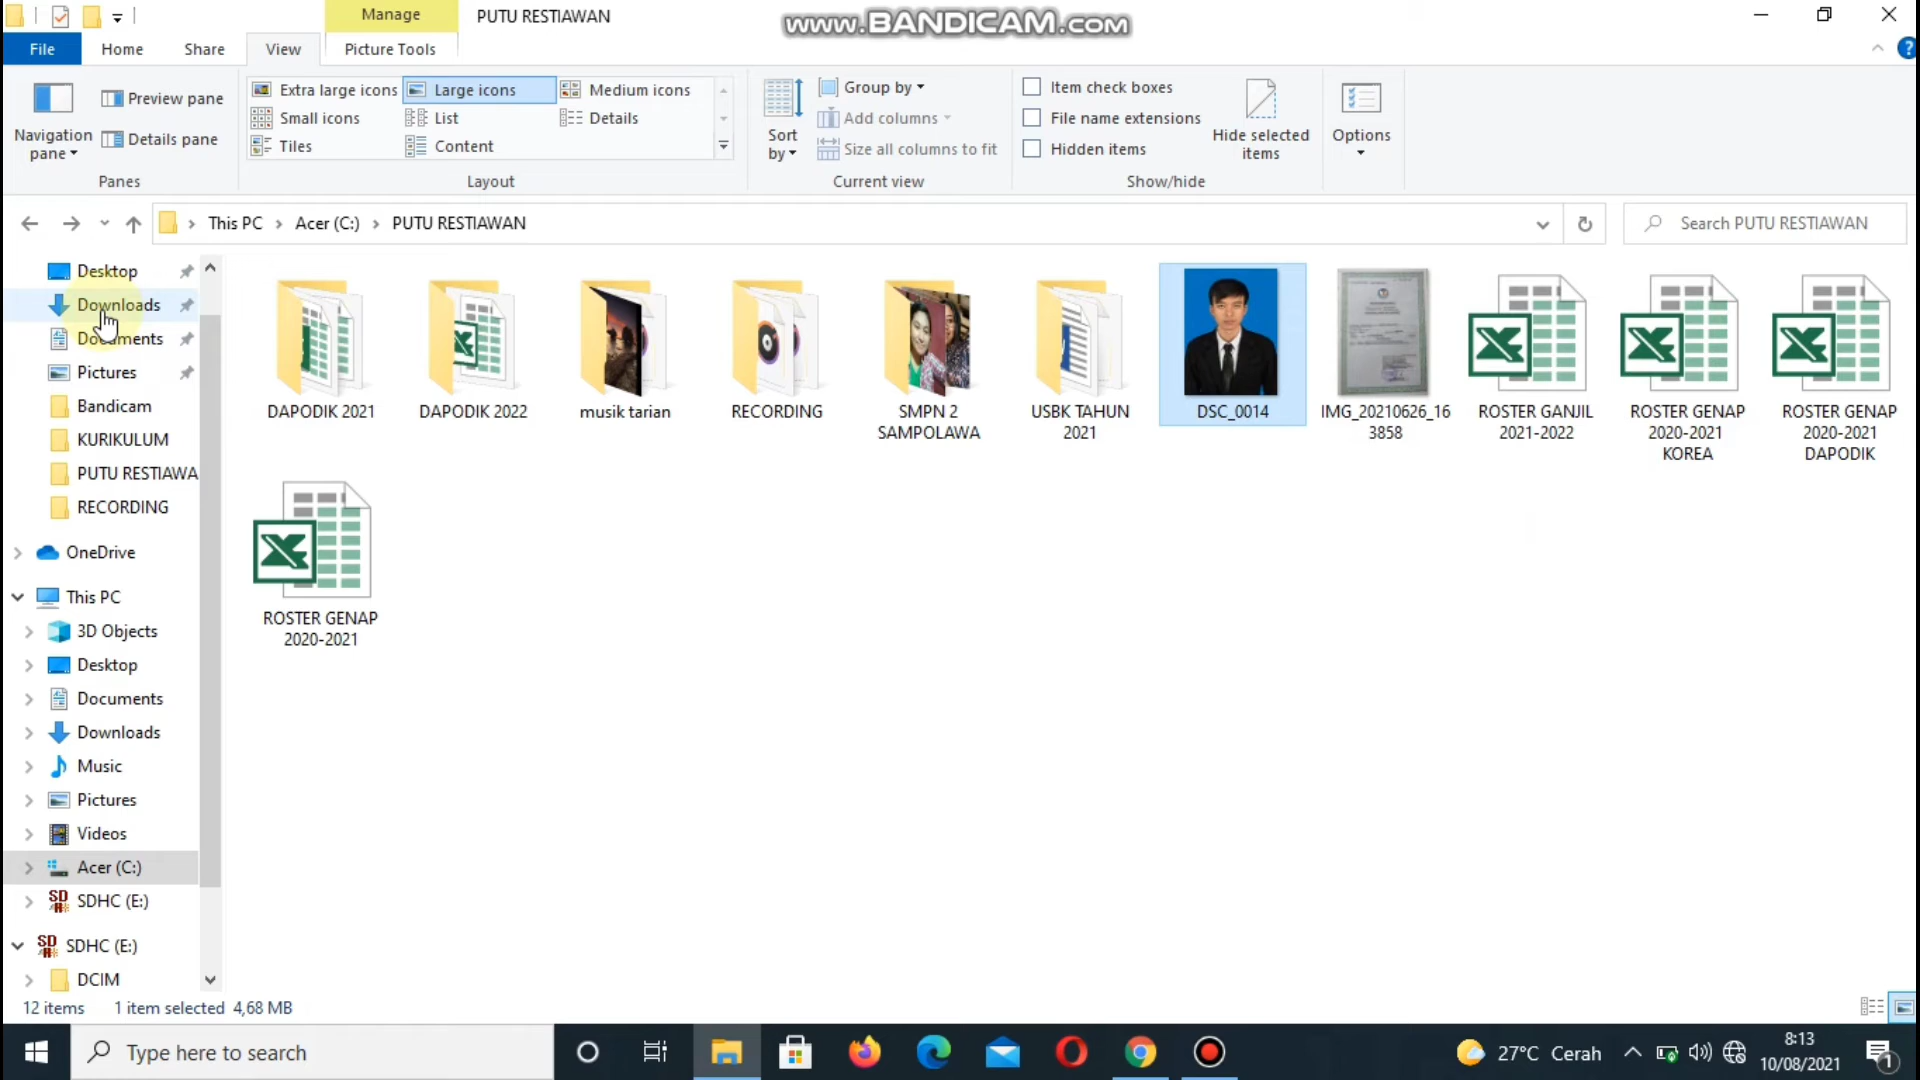 Manage
PUTU RESTIAWAN
www.BANDICAM.com
File
Home
Share
View
Picture Tools
Navigation
pane
Preview pane
Details pane
Panes
Extra large icons
Large icons
Medium icons
Small icons
List
Details
Tiles
Content
Layout
Sort
by
Group by
Add columns
Size all columns to fit
Current view
Item check boxes
File name extensions
Hidden items
Hide selected
items
Show/hide
Options
This PC
Acer (C:)
PUTU RESTIAWAN
Search PUTU RESTIAWAN
Desktop
Downloads
Documents
Pictures
Bandicam
KURIKULUM
PUTU RESTIAWA
RECORDING
OneDrive
This PC
3D Objects
Desktop
Documents
Downloads
Music
Pictures
Videos
Acer (C:)
SDHC (E:)
SDHC (E:)
DCIM
DAPODIK 2021
DAPODIK 2022
musik tarian
RECORDING
SMPN 2
SAMPOLAWA
USBK TAHUN
2021
DSC_0014
IMG_20210626_16
3858
ROSTER GANJIL
2021-2022
ROSTER GENAP
2020-2021
KOREA
ROSTER GENAP
2020-2021
DAPODIK
ROSTER GENAP
2020-2021
12 items
1 item selected 4,68 MB
Type here to search
27°C Cerah
8:13
10/08/2021
1